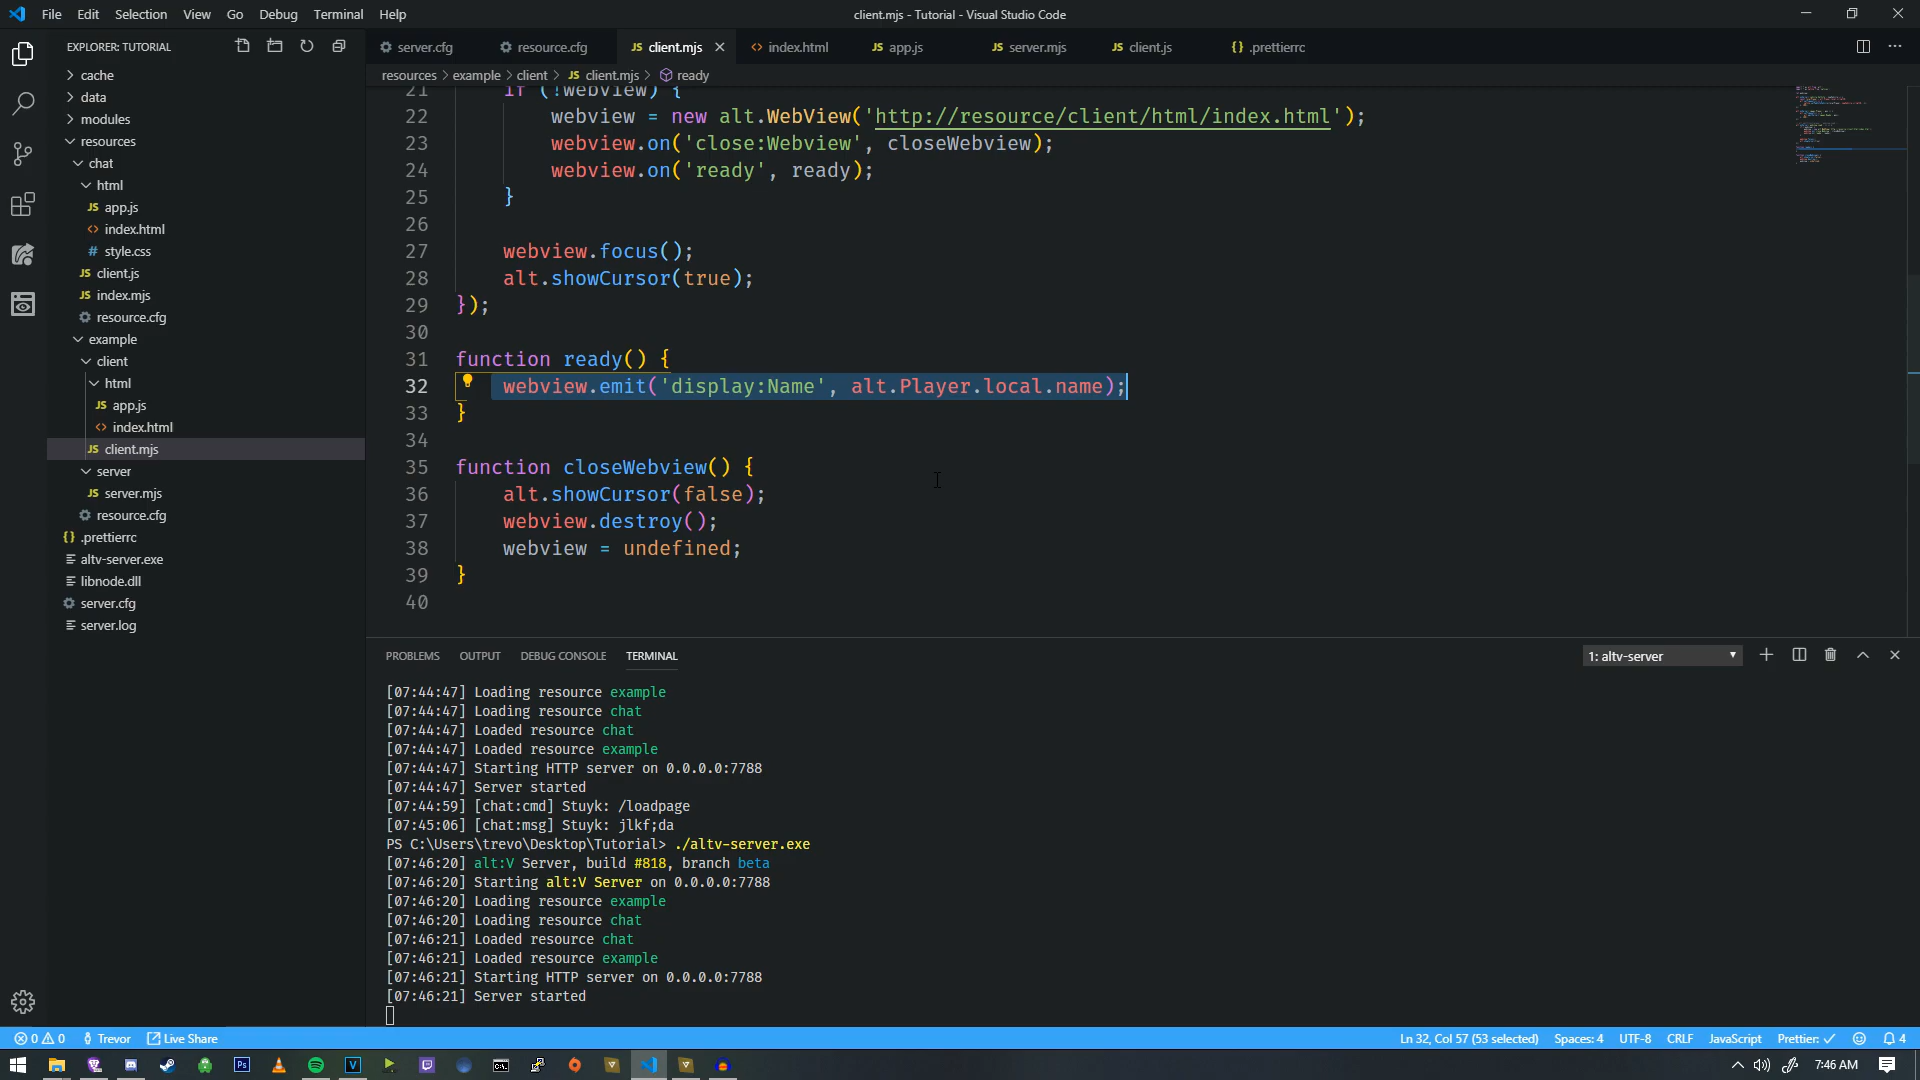 File Edit Selection View Go Debug Terminal Help
client.mjs - Tutorial - Visual Studio Code
EXPLORER: TUTORIAL
cache
data
modules
resources
chat
html
app.js
index.html
style.css
client.js
index.mjs
resource.cfg
example
client
html
app.js
index.html
client.mjs
server
server.mjs
resource.cfg
.prettierrc
altv-server.exe
libnode.dll
server.cfg
server.log
server.cfg resource.cfg client.mjs index.html app.js server.mjs client.js .prettierrc
resources > example > client > client.mjs > ready
21 if (!webview) {
22 webview = new alt.WebView('http://resource/client/html/index.html');
23 webview.on('close:Webview', closeWebview);
24 webview.on('ready', ready);
25 }
26
27 webview.focus();
28 alt.showCursor(true);
29 });
30
31 function ready() {
32 webview.emit('display:Name', alt.Player.local.name);
33 }
34
35 function closeWebview() {
36 alt.showCursor(false);
37 webview.destroy();
38 webview = undefined;
39 }
40
PROBLEMS OUTPUT DEBUG CONSOLE TERMINAL
1: altv-server
[07:44:47] Loading resource example
[07:44:47] Loading resource chat
[07:44:47] Loaded resource chat
[07:44:47] Loaded resource example
[07:44:47] Starting HTTP server on 0.0.0.0:7788
[07:44:47] Server started
[07:44:59] [chat:cmd] Stuyk: /loadpage
[07:45:06] [chat:msg] Stuyk: jlkf;da
PS C:\Users\trevo\Desktop\Tutorial> ./altv-server.exe
[07:46:20] alt:V Server, build #818, branch beta
[07:46:20] Starting alt:V Server on 0.0.0.0:7788
[07:46:20] Loading resource example
[07:46:20] Loading resource chat
[07:46:21] Loaded resource chat
[07:46:21] Loaded resource example
[07:46:21] Starting HTTP server on 0.0.0.0:7788
[07:46:21] Server started
0 0 Trevor Live Share
Ln 32, Col 57 (53 selected) Spaces: 4 UTF-8 CRLF JavaScript Prettier: 4
7:46 AM